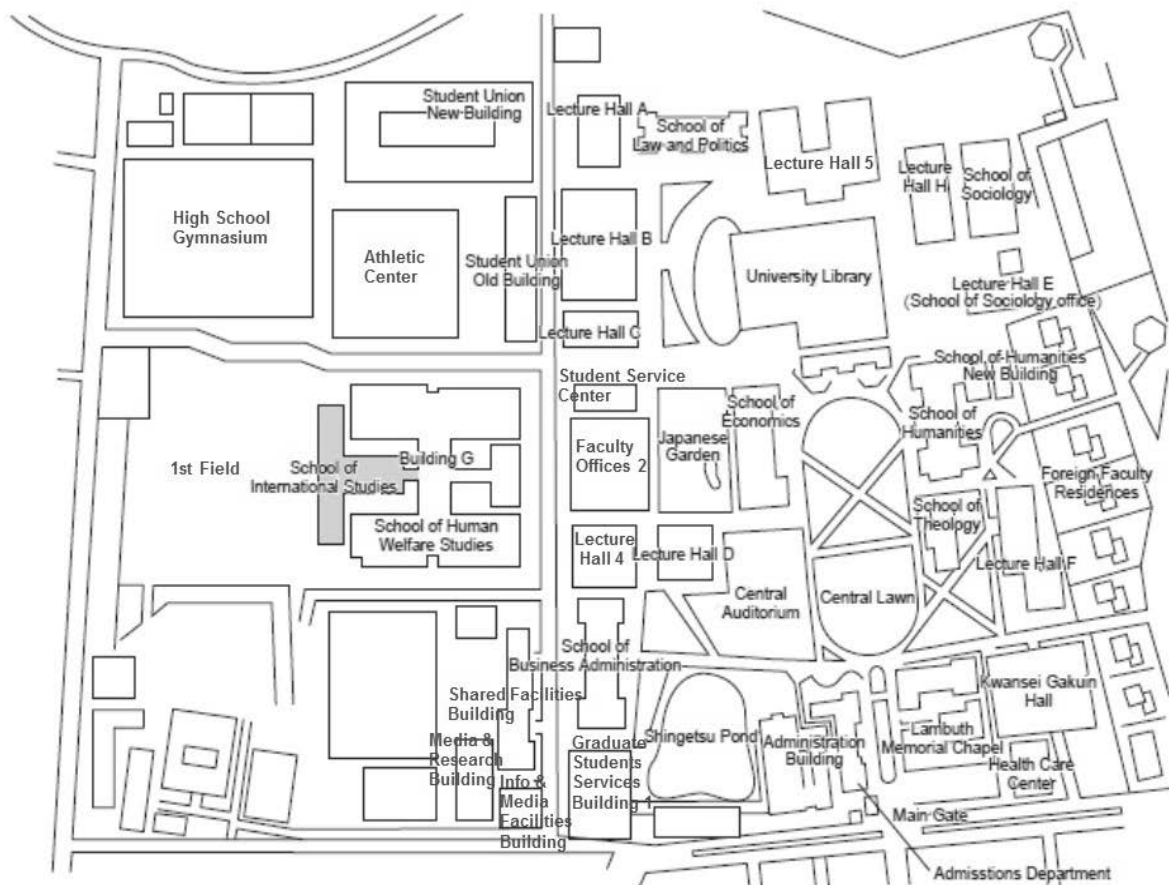 Student Union
New Building
Lecture Hall A
School of
Law and Politics
Lecture Hall 5
Lecture
Hall H
School of
Sociology
High School
Gymnasium
Athletic
Center
Student Union
Old Building
Lecture Hall B
University Library
Lecture Hall E
(School of Sociology office)
Lecture Hall C
Student Service
Center
School of
Economics
School of Humanities
New Building
School of
Humanities
1st Field
School of
International Studies
Building G
Faculty
Offices 2
Japanese
Garden
Foreign Faculty
Residences
School of Human
Welfare Studies
Lecture
Hall 4
Lecture Hall D
School of
Theology
Lecture Hall F
Central
Auditorium
Central Lawn
School of
Business Administration
Shared Facilities
Building
Kwansei Gakuin
Hall
Media &
Research
Building
Info &
Media
Facilities
Building
Graduate
Students
Services
Building 1
Shingetsu Pond
Administration
Building
Lambuth
Memorial Chapel
Health Care
Center
Main Gate
Admisstions Department